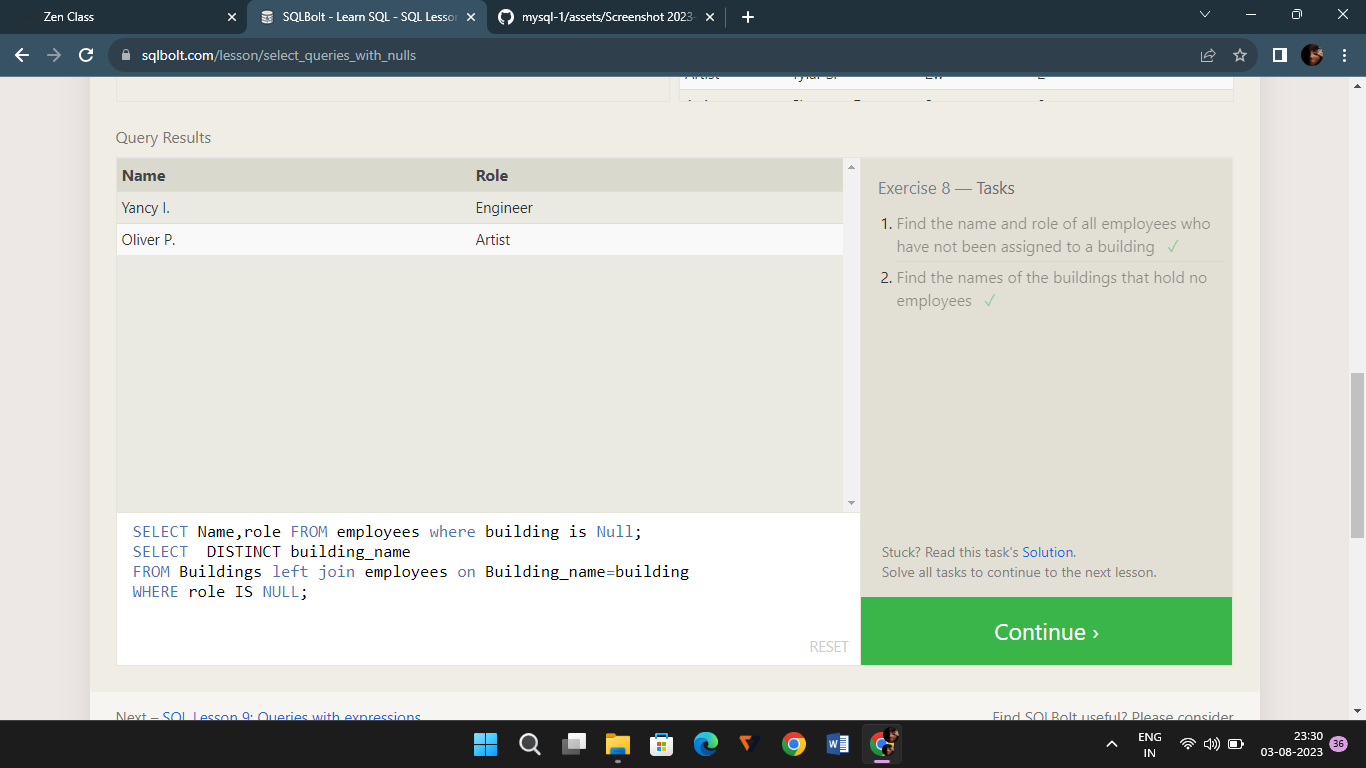 Zen Class
SQLBolt - Learn SQL - SQL Lesson
mysql-1/assets/Screenshot 2023-
sqlbolt.com/lesson/select_queries_with_nulls
Query Results
Name Role
Yancy I. Engineer
Oliver P. Artist
Exercise 8 — Tasks
1. Find the name and role of all employees who
have not been assigned to a building ✓
2. Find the names of the buildings that hold no
employees ✓
SELECT Name,role FROM employees where building is Null;
SELECT  DISTINCT building_name
FROM Buildings left join employees on Building_name=building
WHERE role IS NULL;
RESET
Stuck? Read this task's Solution.
Solve all tasks to continue to the next lesson.
Continue ›
Next – SQL Lesson 9: Queries with expressions
Find SQLBolt useful? Please consider
ENG
IN
23:30
03-08-2023
36